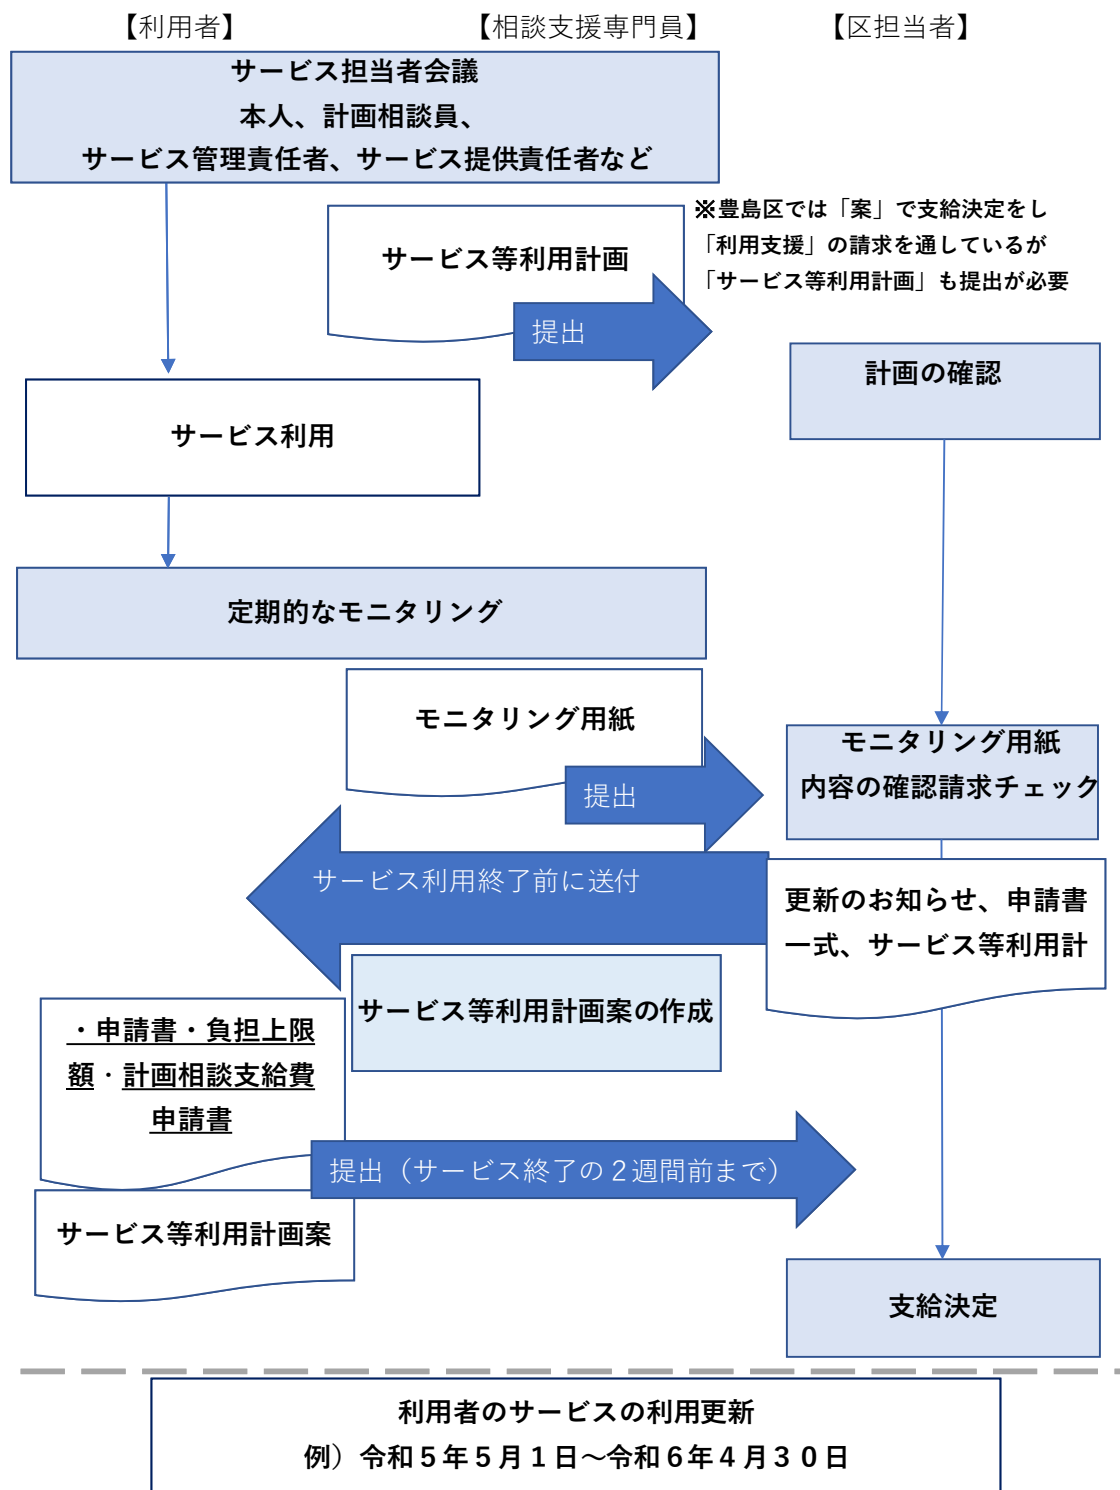 【利用者】
【相談支援専門員】
【区担当者】
サービス担当者会議
本人、計画相談員、
サービス管理責任者、サービス提供責任者など
※豊島区では「案」で支給決定をし
「利用支援」の請求を通しているが
「サービス等利用計画」も提出が必要
サービス等利用計画
提出
計画の確認
サービス利用
定期的なモニタリング
モニタリング用紙
提出
モニタリング用紙
内容の確認請求チェック
サービス利用終了前に送付
更新のお知らせ、申請書
一式、サービス等利用計
サービス等利用計画案の作成
・申請書・負担上限
額・計画相談支給費
申請書
提出（サービス終了の２週間前まで）
サービス等利用計画案
支給決定
利用者のサービスの利用更新
例）令和５年５月１日～令和６年４月３０日